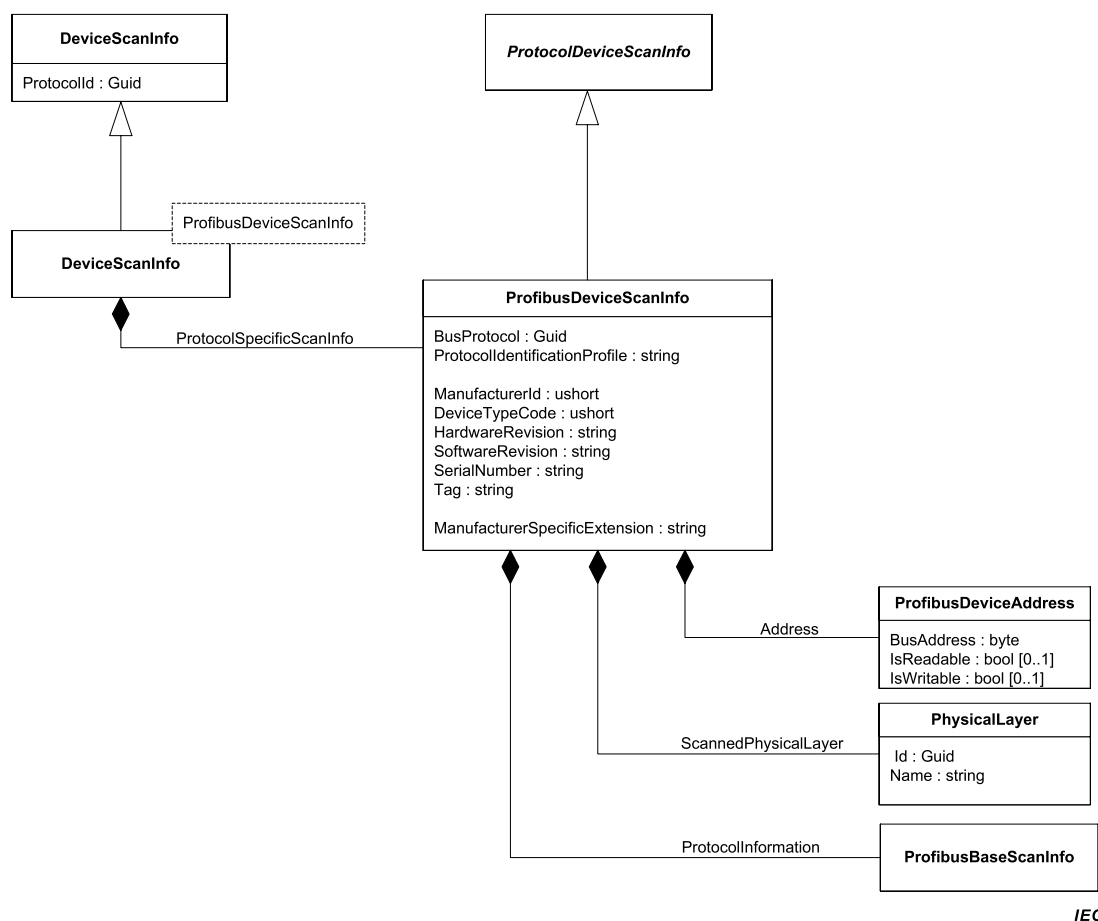 DeviceScanInfo
ProtocolId : Guid
ProtocolDeviceScanInfo
ProfibusDeviceScanInfo
DeviceScanInfo
ProtocolSpecificScanInfo
ProfibusDeviceScanInfo
BusProtocol : Guid
ProtocolIdentificationProfile : string
ManufacturerId : ushort
DeviceTypeCode : ushort
HardwareRevision : string
SoftwareRevision : string
SerialNumber : string
Tag : string
ManufacturerSpecificExtension : string
Address
ProfibusDeviceAddress
BusAddress : byte
IsReadable : bool [0..1]
IsWritable : bool [0..1]
ScannedPhysicalLayer
PhysicalLayer
Id : Guid
Name : string
ProtocolInformation
ProfibusBaseScanInfo
IEC